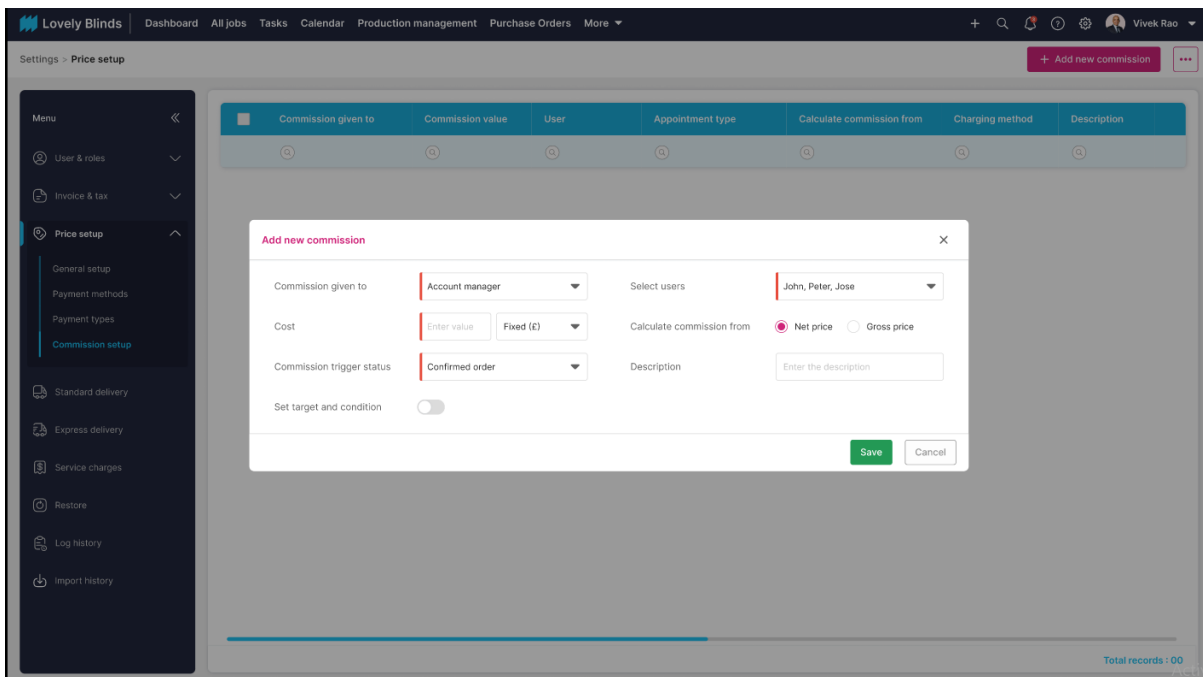 Lovely Blinds Dashboard All jobs Tasks Calendar Production management Purchase Orders More Vivek Rao
Settings > Price setup + Add new commission
Menu
User & roles
Invoice & tax
Price setup
General setup
Payment methods
Payment types
Commission setup
Standard delivery
Express delivery
Service charges
Restore
Log history
Import history
Commission given to Commission value User Appointment type Calculate commission from Charging method Description
Add new commission
Commission given to Account manager Select users John, Peter, Jose
Cost Enter value Fixed (£) Calculate commission from Net price Gross price
Commission trigger status Confirmed order Description Enter the description
Set target and condition
Save Cancel
Total records : 00